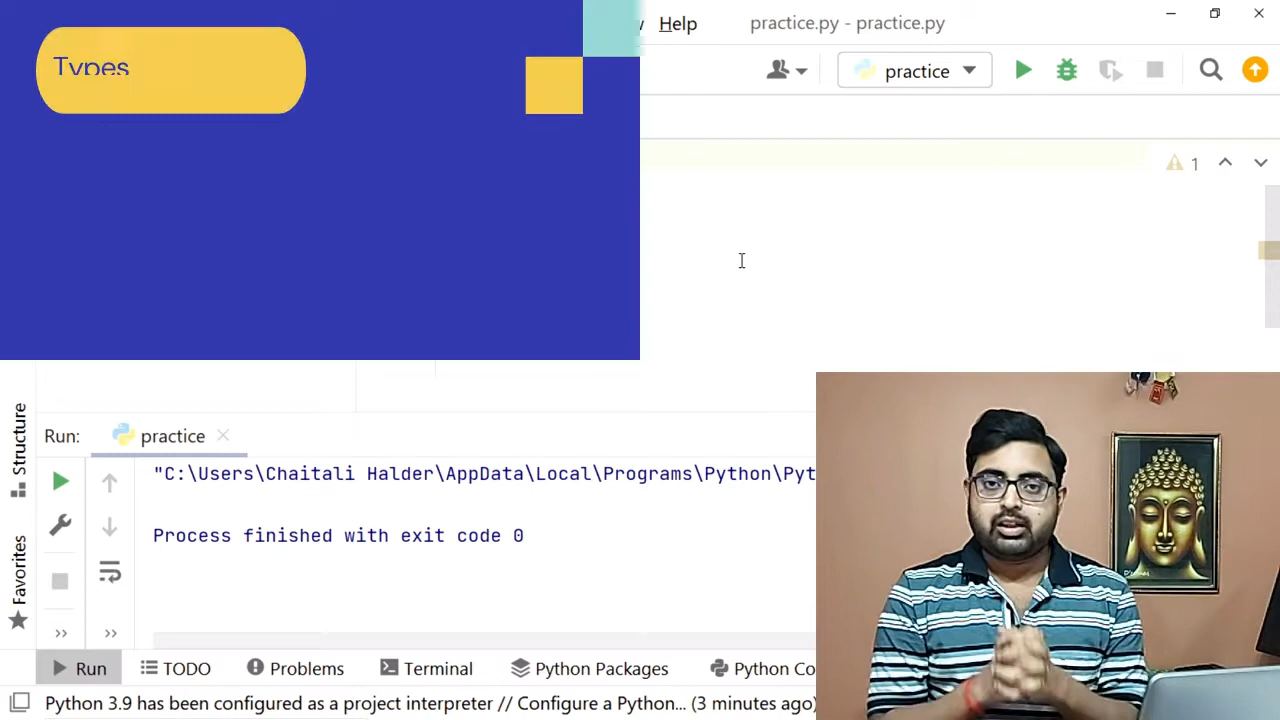 Types
Help
practice.py - practice.py
practice
1
Structure
Favorites
Run:
practice
"C:\Users\Chaitali Halder\AppData\Local\Programs\Python\Pyt
Process finished with exit code 0
Run
TODO
Problems
Terminal
Python Packages
Python Co
Python 3.9 has been configured as a project interpreter // Configure a Python... (3 minutes ago)